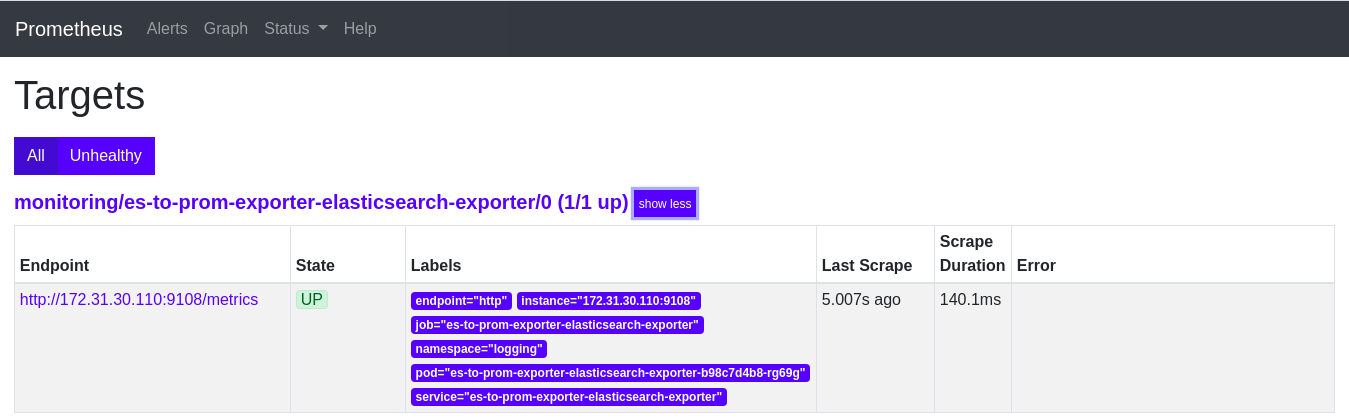 Prometheus Alerts Graph Status Help
Targets
All Unhealthy
monitoring/es-to-prom-exporter-elasticsearch-exporter/0 (1/1 up) show less
Endpoint State Labels Last Scrape Scrape Duration Error
http://172.31.30.110:9108/metrics UP endpoint="http" instance="172.31.30.110:9108" 5.007s ago 140.1ms
job="es-to-prom-exporter-elasticsearch-exporter"
namespace="logging"
pod="es-to-prom-exporter-elasticsearch-exporter-b98c7d4b8-rg69g"
service="es-to-prom-exporter-elasticsearch-exporter"